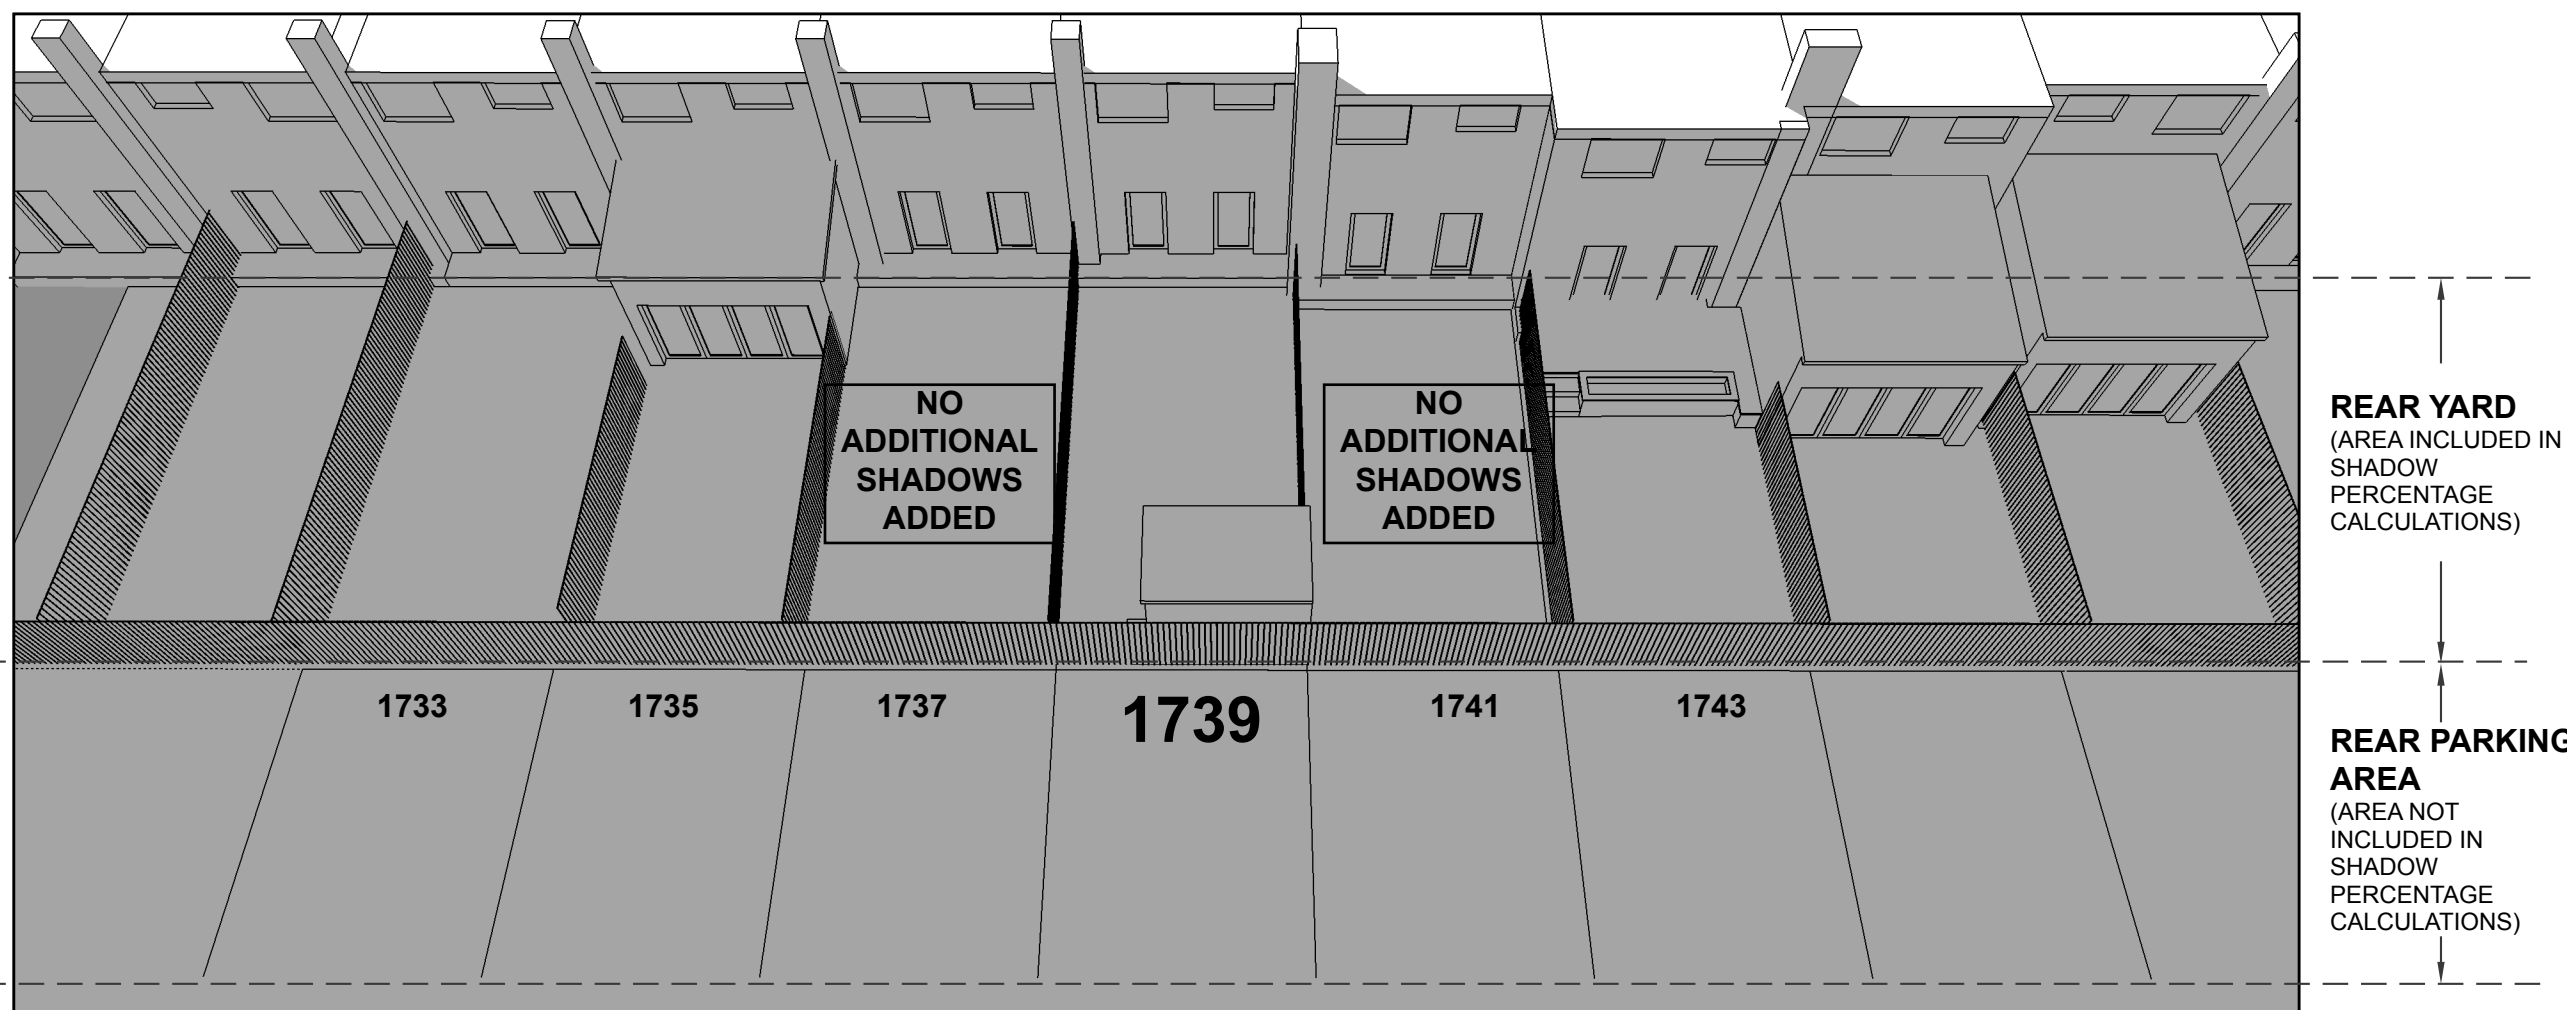 NO
ADDITIONAL
SHADOWS
ADDED
NO
ADDITIONAL
SHADOWS
ADDED
REAR YARD
(AREA INCLUDED IN
SHADOW
PERCENTAGE
CALCULATIONS)
1733
1735
1737
1739
1741
1743
REAR PARKING
AREA
(AREA NOT
INCLUDED IN
SHADOW
PERCENTAGE
CALCULATIONS)